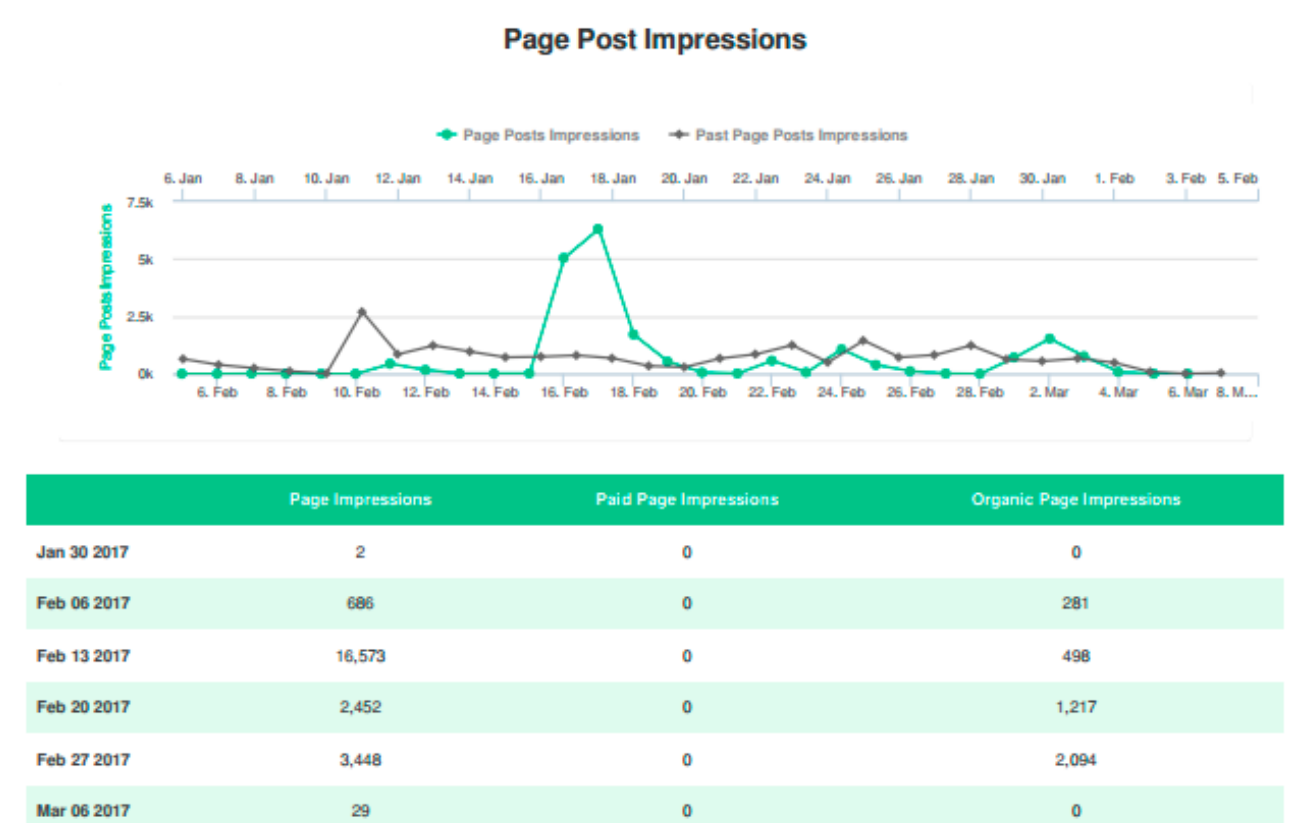 Page Post Impressions
Page Posts Impressions Past Page Posts Impressions
6. Jan 8. Jan 10. Jan 12. Jan 14. Jan 16. Jan 18. Jan 20. Jan 22. Jan 24. Jan 26. Jan 28. Jan 30. Jan 1. Feb 3. Feb 5. Feb
Page Posts Impressions
7.5k
5k
2.5k
0k
6. Feb 8. Feb 10. Feb 12. Feb 14. Feb 16. Feb 18. Feb 20. Feb 22. Feb 24. Feb 26. Feb 28. Feb 2. Mar 4. Mar 6. Mar 8. M...
Page Impressions Paid Page Impressions Organic Page Impressions
Jan 30 2017 2 0 0
Feb 06 2017 686 0 281
Feb 13 2017 16,573 0 498
Feb 20 2017 2,452 0 1,217
Feb 27 2017 3,448 0 2,094
Mar 06 2017 29 0 0